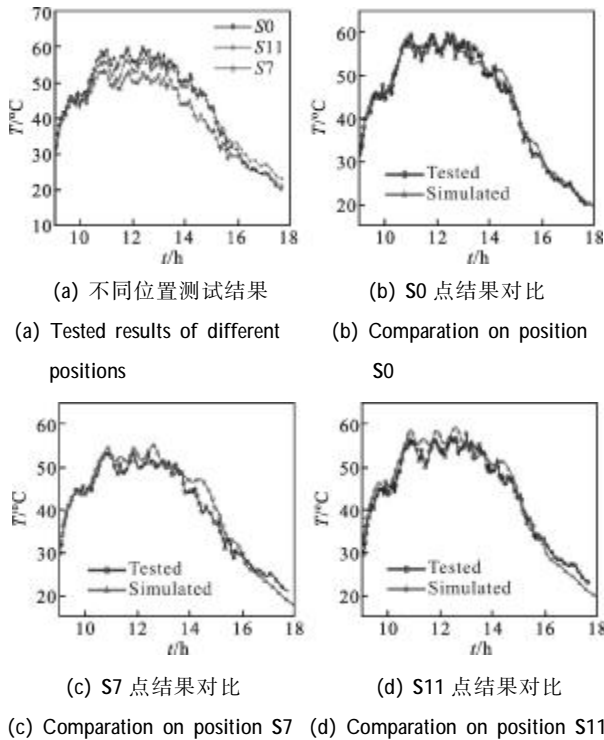 70
60
50
40
30
20
10
T/°C
S0
S11
S7
10 12 14 16 18
t/h
(a) 不同位置测试结果
(a) Tested results of different
positions
60
50
40
30
20
T/°C
Tested
Simulated
10 12 14 16 18
t/h
(b) S0 点结果对比
(b) Comparation on position
S0
60
50
40
30
20
T/°C
Tested
Simulated
10 12 14 16 18
t/h
(c) S7 点结果对比
(c) Comparation on position S7
60
50
40
30
20
T/°C
Tested
Simulated
10 12 14 16 18
t/h
(d) S11 点结果对比
(d) Comparation on position S11